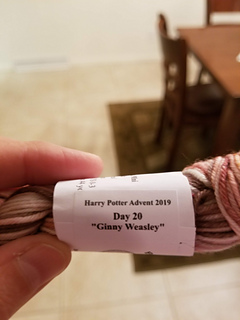 Harry Potter Advent 2019
Day 20
"Ginny Weasley"